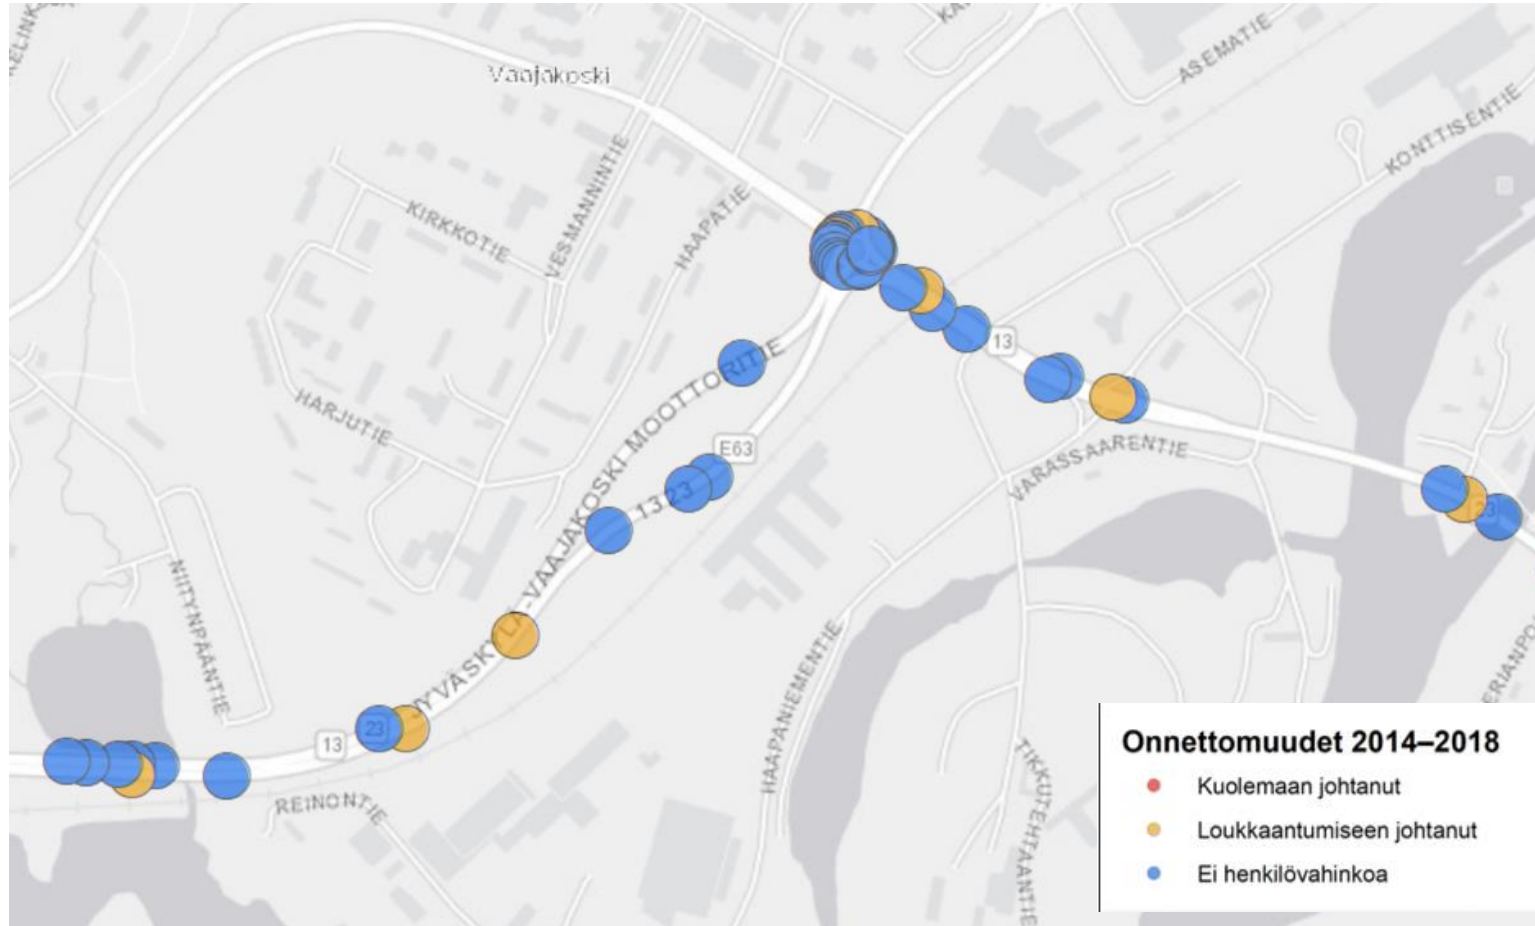 ASEMATIE
Vaajakoski
KONTTISENTIE
VESMANNINTIE
KIRKKOTIE
HAAPATIE
13
JYVÄSKYLÄ-VAAJAKOSKI MOOTTORITIE
HARJUTIE
E63
VARASSAARENTIE
13 23
23
NIITYNPÄÄNTIE
HAAPANIEMENTIE
23
13
REINONTIE
TIKKUTEHTAANTIE
Onnettomuudet 2014–2018
Kuolemaan johtanut
Loukkaantumiseen johtanut
Ei henkilövahinkoa